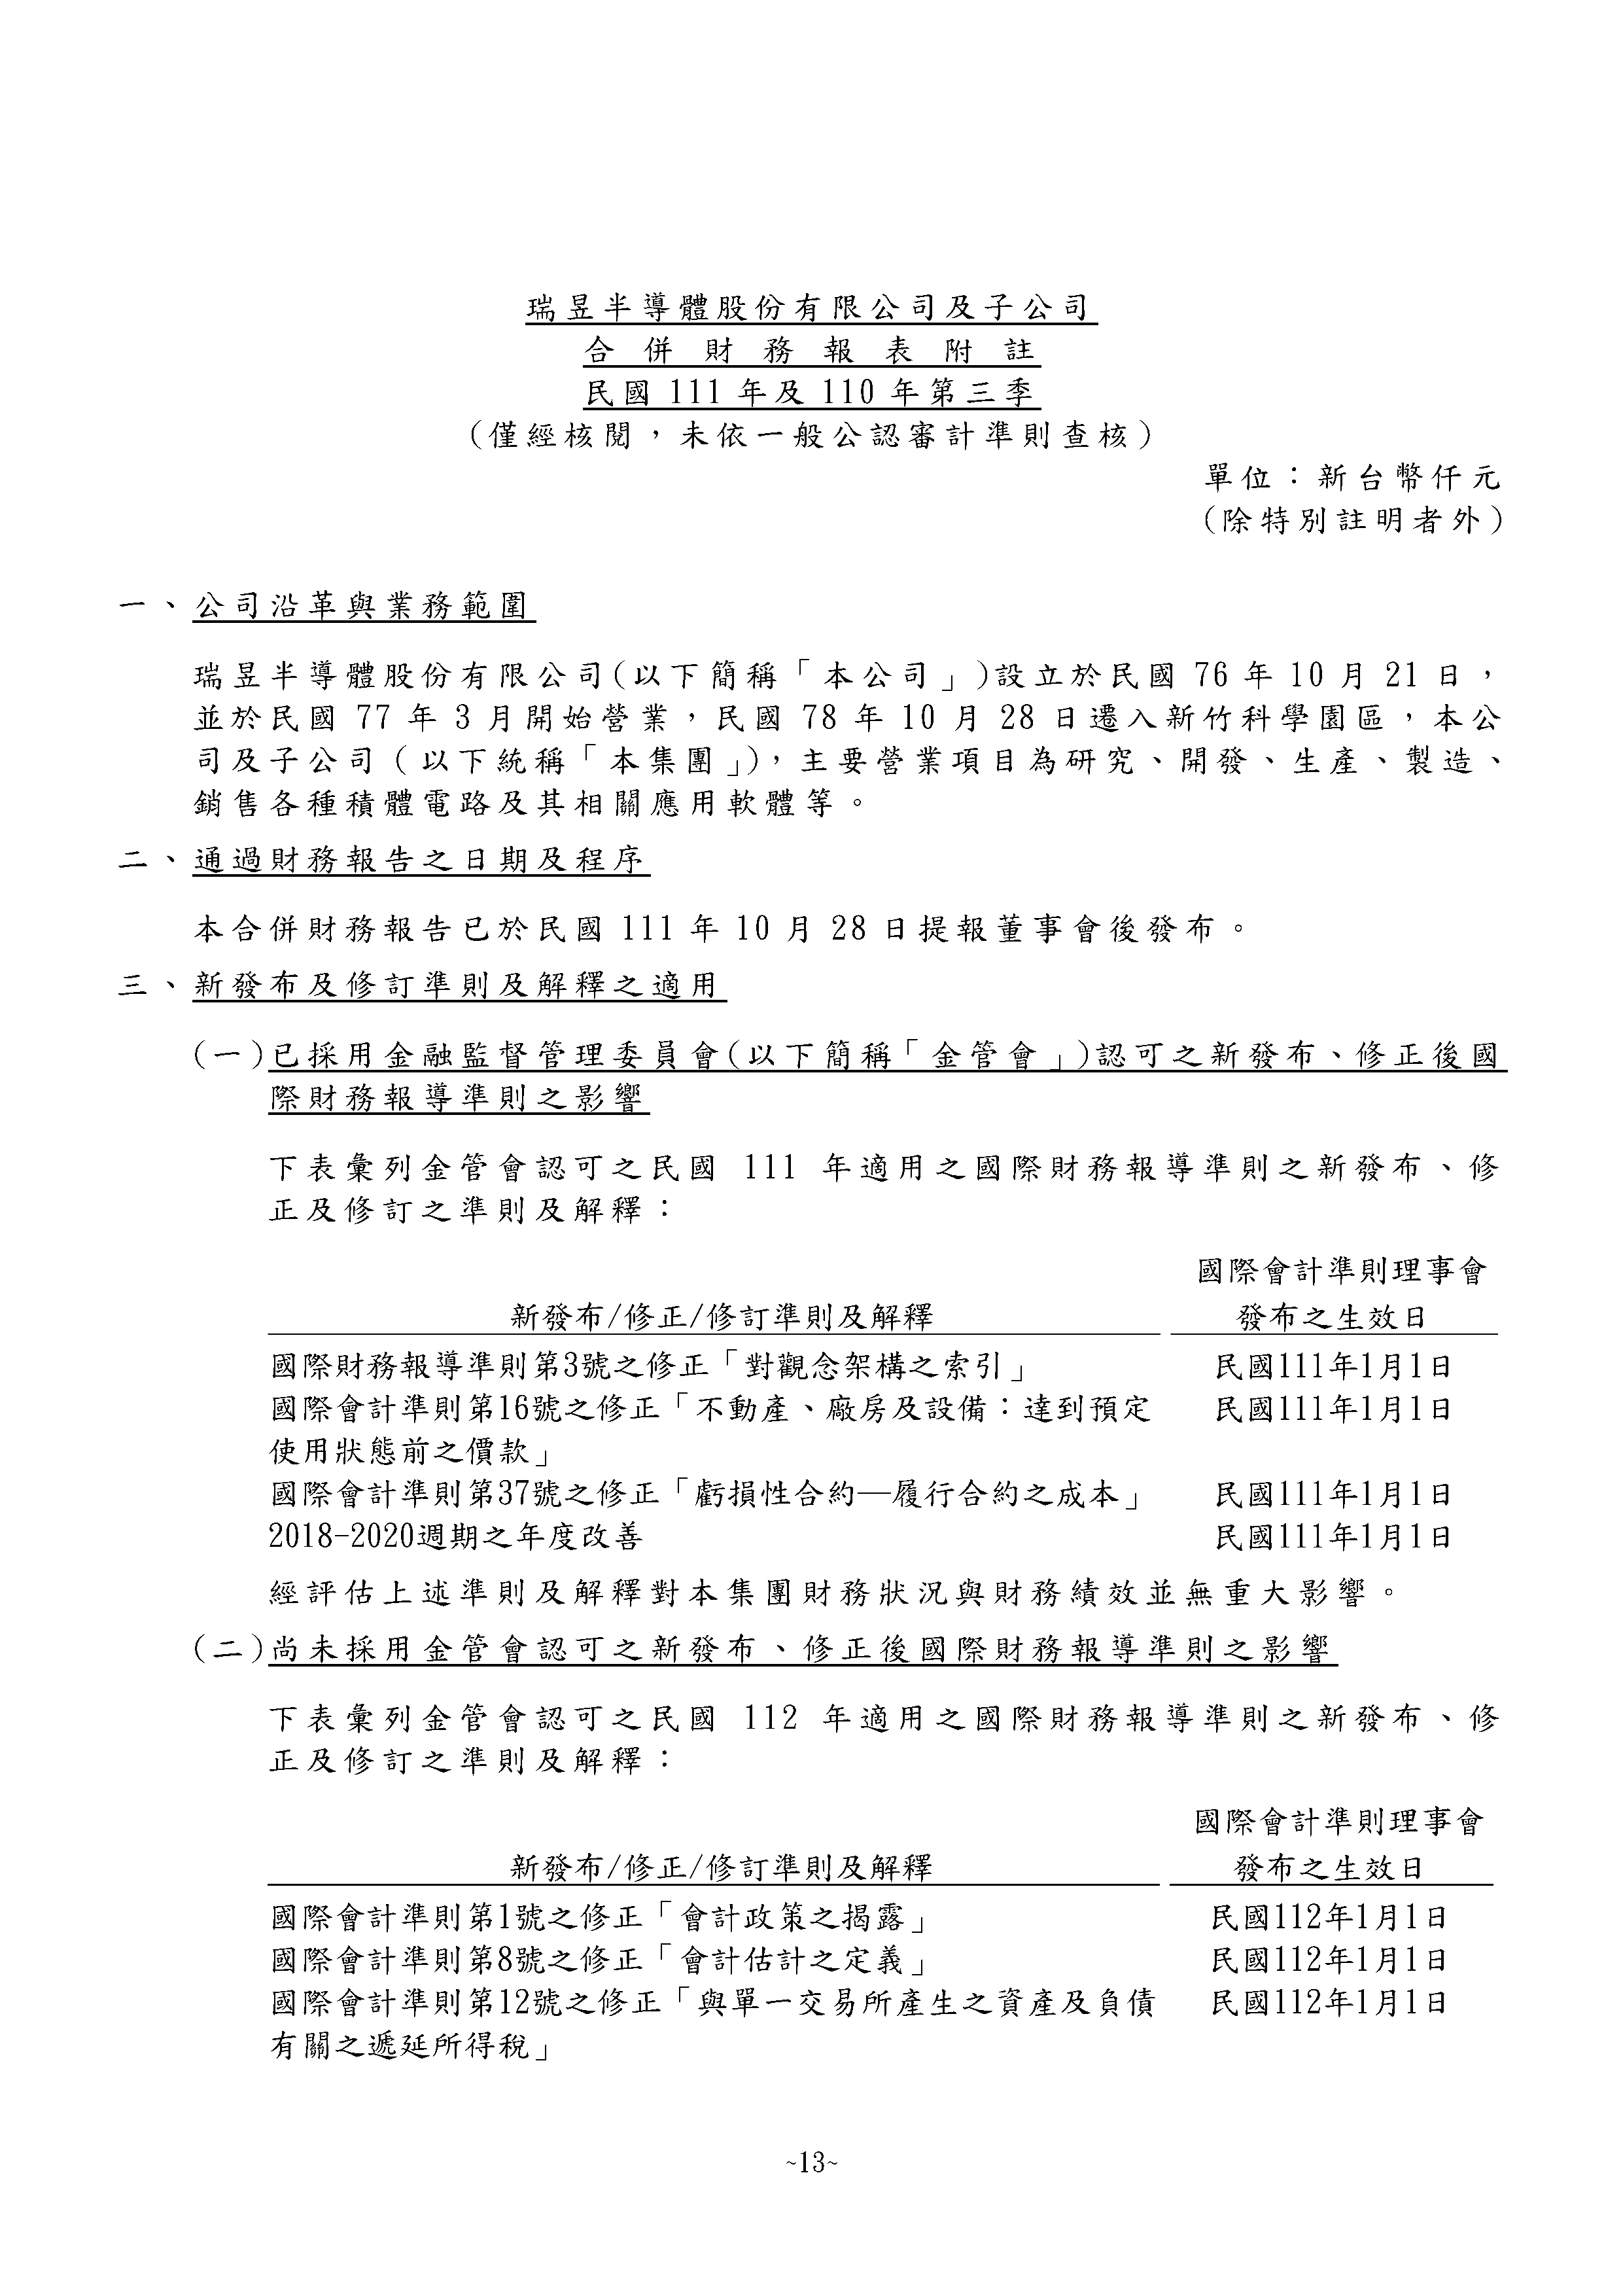 瑞昱半導體股份有限公司及子公司
合併財務報表附註
民國 111 年及 110 年第三季
(僅經核閱，未依一般公認審計準則查核)
單位：新台幣仟元
(除特別註明者外)
一、公司沿革與業務範圍
瑞昱半導體股份有限公司(以下簡稱「本公司」)設立於民國 76 年 10 月 21 日，
並於民國 77 年 3 月開始營業，民國 78 年 10 月 28 日遷入新竹科學園區，本公
司及子公司（以下統稱「本集團」)，主要營業項目為研究、開發、生產、製造、
銷售各種積體電路及其相關應用軟體等。
二、通過財務報告之日期及程序
本合併財務報告已於民國 111 年 10 月 28 日提報董事會後發布。
三、新發布及修訂準則及解釋之適用
(一)已採用金融監督管理委員會(以下簡稱「金管會」)認可之新發布、修正後國
際財務報導準則之影響
下表彙列金管會認可之民國 111 年適用之國際財務報導準則之新發布、修
正及修訂之準則及解釋：
國際會計準則理事會
新發布/修正/修訂準則及解釋 發布之生效日
國際財務報導準則第3號之修正「對觀念架構之索引」 民國111年1月1日
國際會計準則第16號之修正「不動產、廠房及設備：達到預定 民國111年1月1日
使用狀態前之價款」
國際會計準則第37號之修正「虧損性合約—履行合約之成本」 民國111年1月1日
2018-2020週期之年度改善 民國111年1月1日
經評估上述準則及解釋對本集團財務狀況與財務績效並無重大影響。
(二)尚未採用金管會認可之新發布、修正後國際財務報導準則之影響
下表彙列金管會認可之民國 112 年適用之國際財務報導準則之新發布、修
正及修訂之準則及解釋：
國際會計準則理事會
新發布/修正/修訂準則及解釋 發布之生效日
國際會計準則第1號之修正「會計政策之揭露」 民國112年1月1日
國際會計準則第8號之修正「會計估計之定義」 民國112年1月1日
國際會計準則第12號之修正「與單一交易所產生之資產及負債 民國112年1月1日
有關之遞延所得稅」
~13~